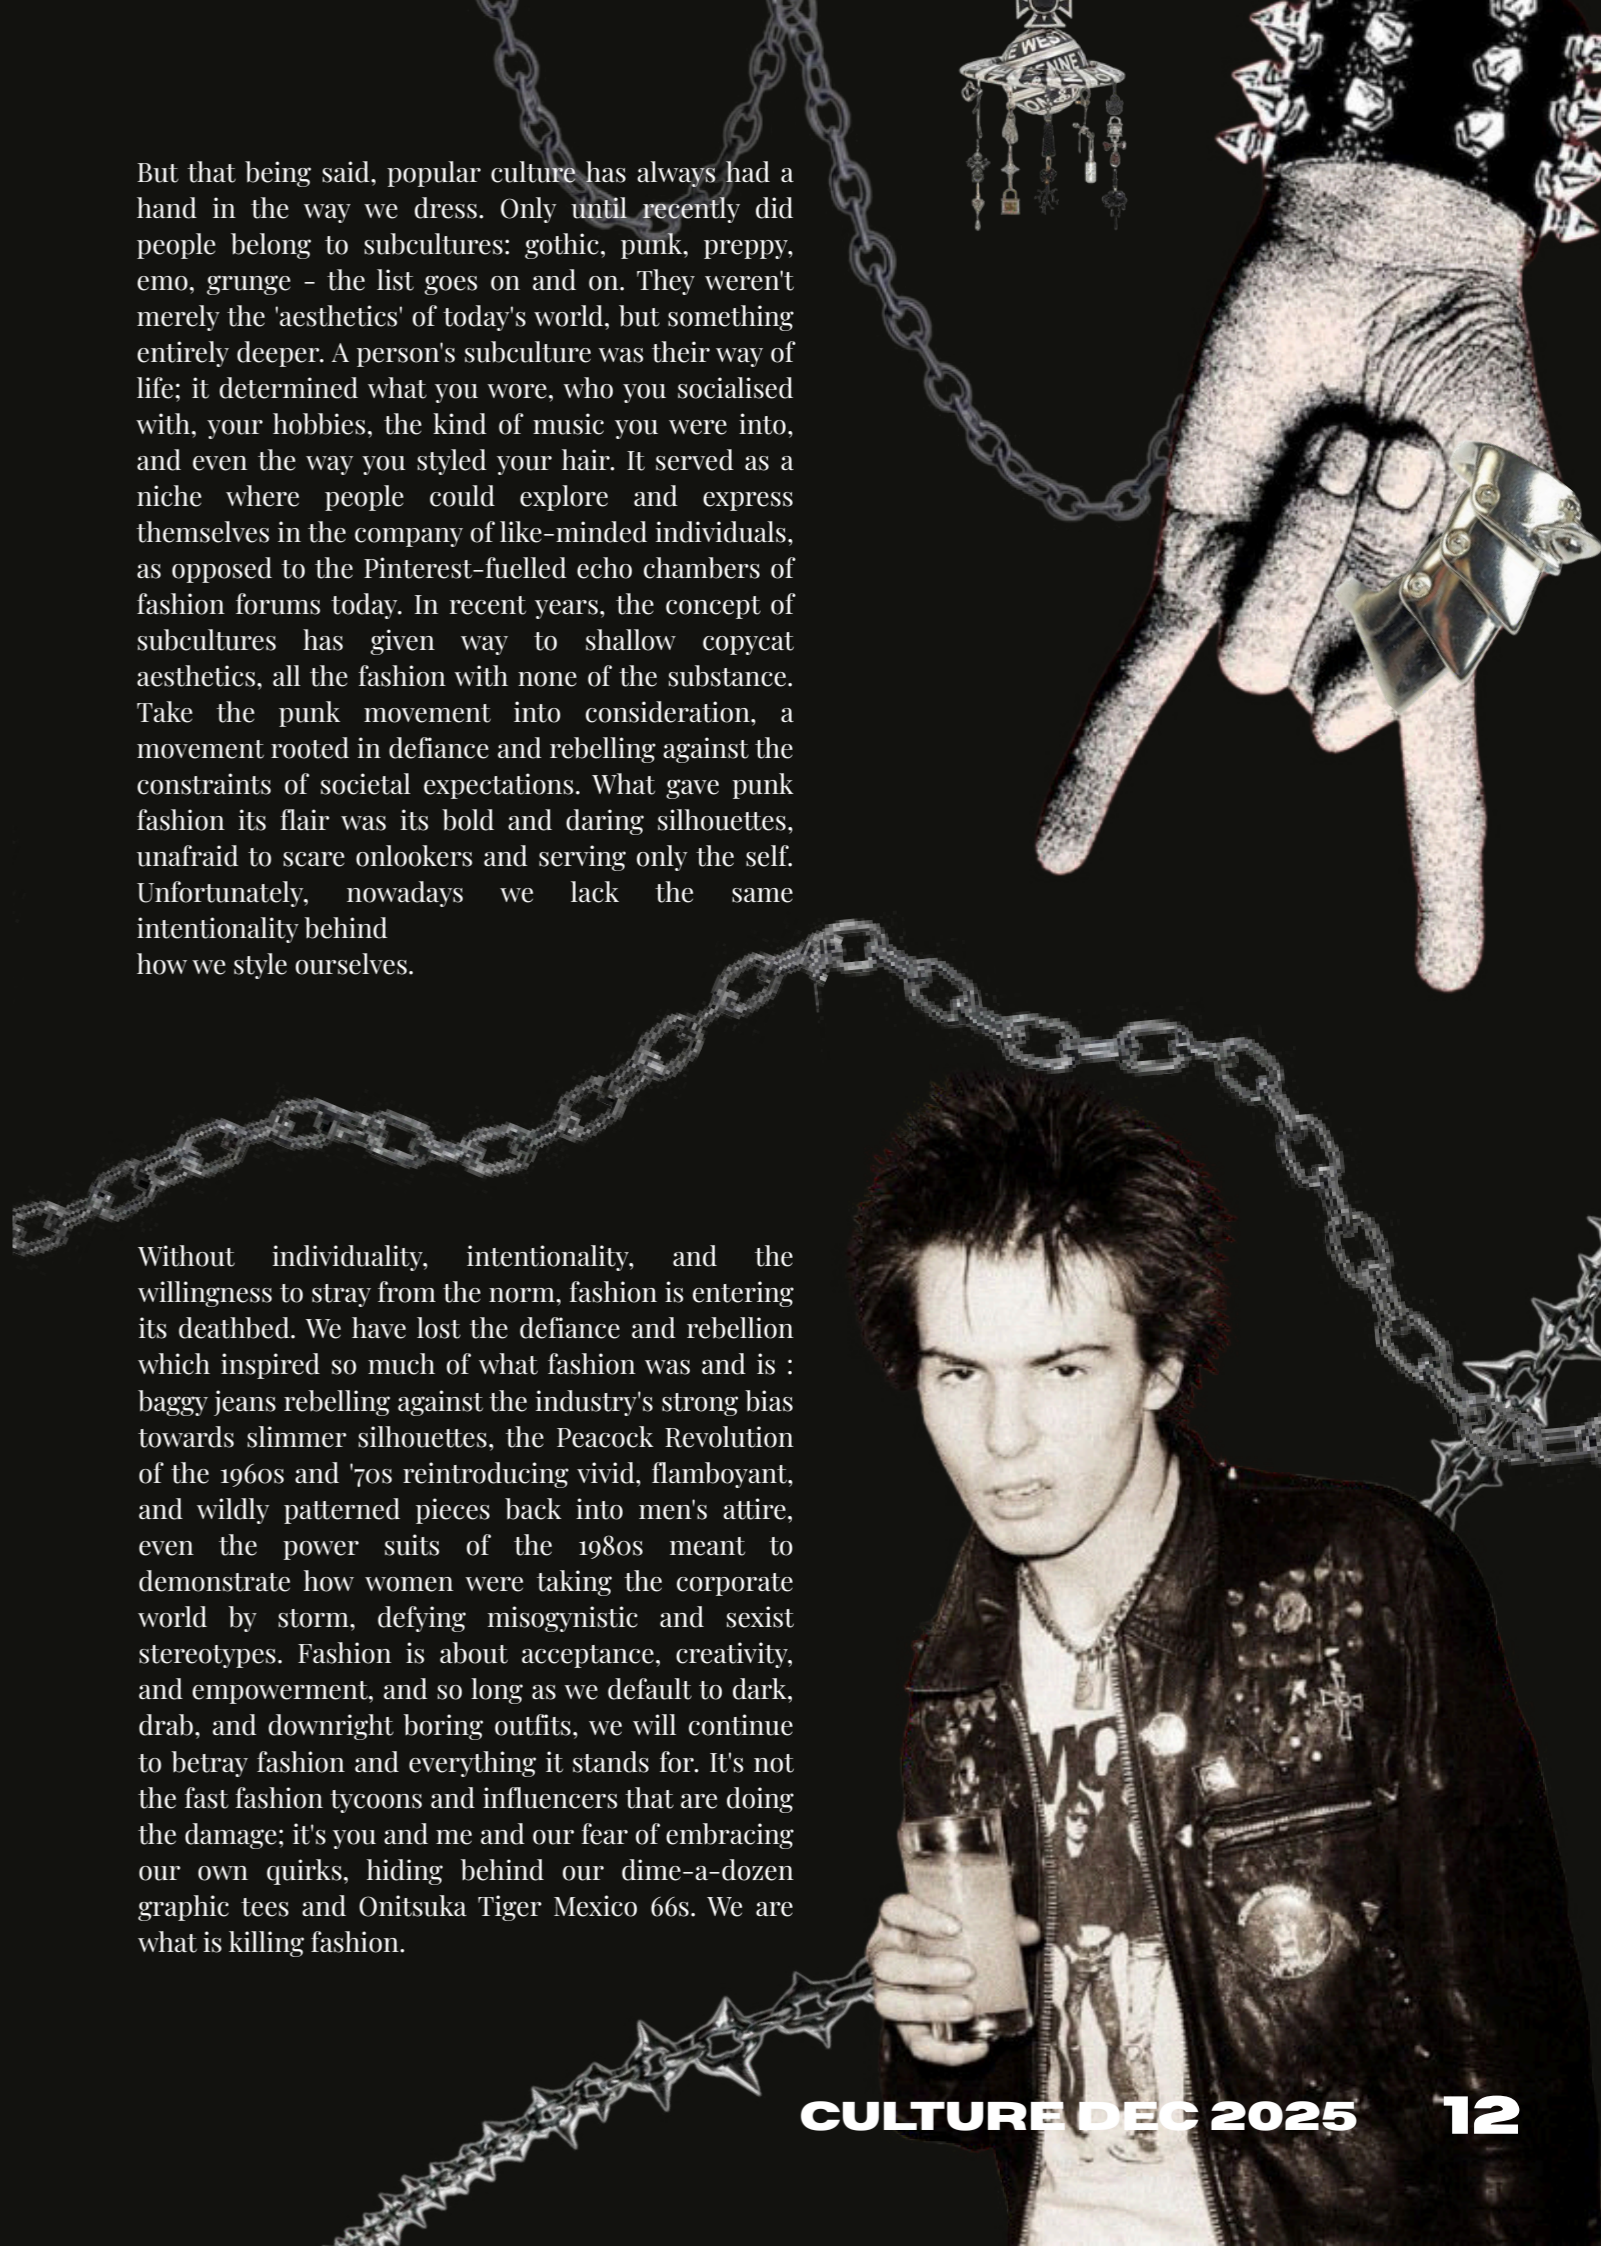 WEST
NNE
ON
But that being said, popular culture has always had a
hand in the way we dress. Only until recently did
people belong to subcultures: gothic, punk, preppy,
emo, grunge - the list goes on and on. They weren't
merely the 'aesthetics' of today's world, but something
entirely deeper. A person's subculture was their way of
life; it determined what you wore, who you socialised
with, your hobbies, the kind of music you were into,
and even the way you styled your hair. It served as a
niche where people could explore and express
themselves in the company of like-minded individuals,
as opposed to the Pinterest-fuelled echo chambers of
fashion forums today. In recent years, the concept of
subcultures has given way to shallow copycat
aesthetics, all the fashion with none of the substance.
Take the punk movement into consideration, a
movement rooted in defiance and rebelling against the
constraints of societal expectations. What gave punk
fashion its flair was its bold and daring silhouettes,
unafraid to scare onlookers and serving only the self.
Unfortunately, nowadays we lack the same
intentionality behind
how we style ourselves.
Without individuality, intentionality, and the
willingness to stray from the norm, fashion is entering
its deathbed. We have lost the defiance and rebellion
which inspired so much of what fashion was and is :
baggy jeans rebelling against the industry's strong bias
towards slimmer silhouettes, the Peacock Revolution
of the 1960s and '70s reintroducing vivid, flamboyant,
and wildly patterned pieces back into men's attire,
even the power suits of the 1980s meant to
demonstrate how women were taking the corporate
world by storm, defying misogynistic and sexist
stereotypes. Fashion is about acceptance, creativity,
and empowerment, and so long as we default to dark,
drab, and downright boring outfits, we will continue
to betray fashion and everything it stands for. It's not
the fast fashion tycoons and influencers that are doing
the damage; it's you and me and our fear of embracing
our own quirks, hiding behind our dime-a-dozen
graphic tees and Onitsuka Tiger Mexico 66s. We are
what is killing fashion.
CULTURE DEC 2025 12